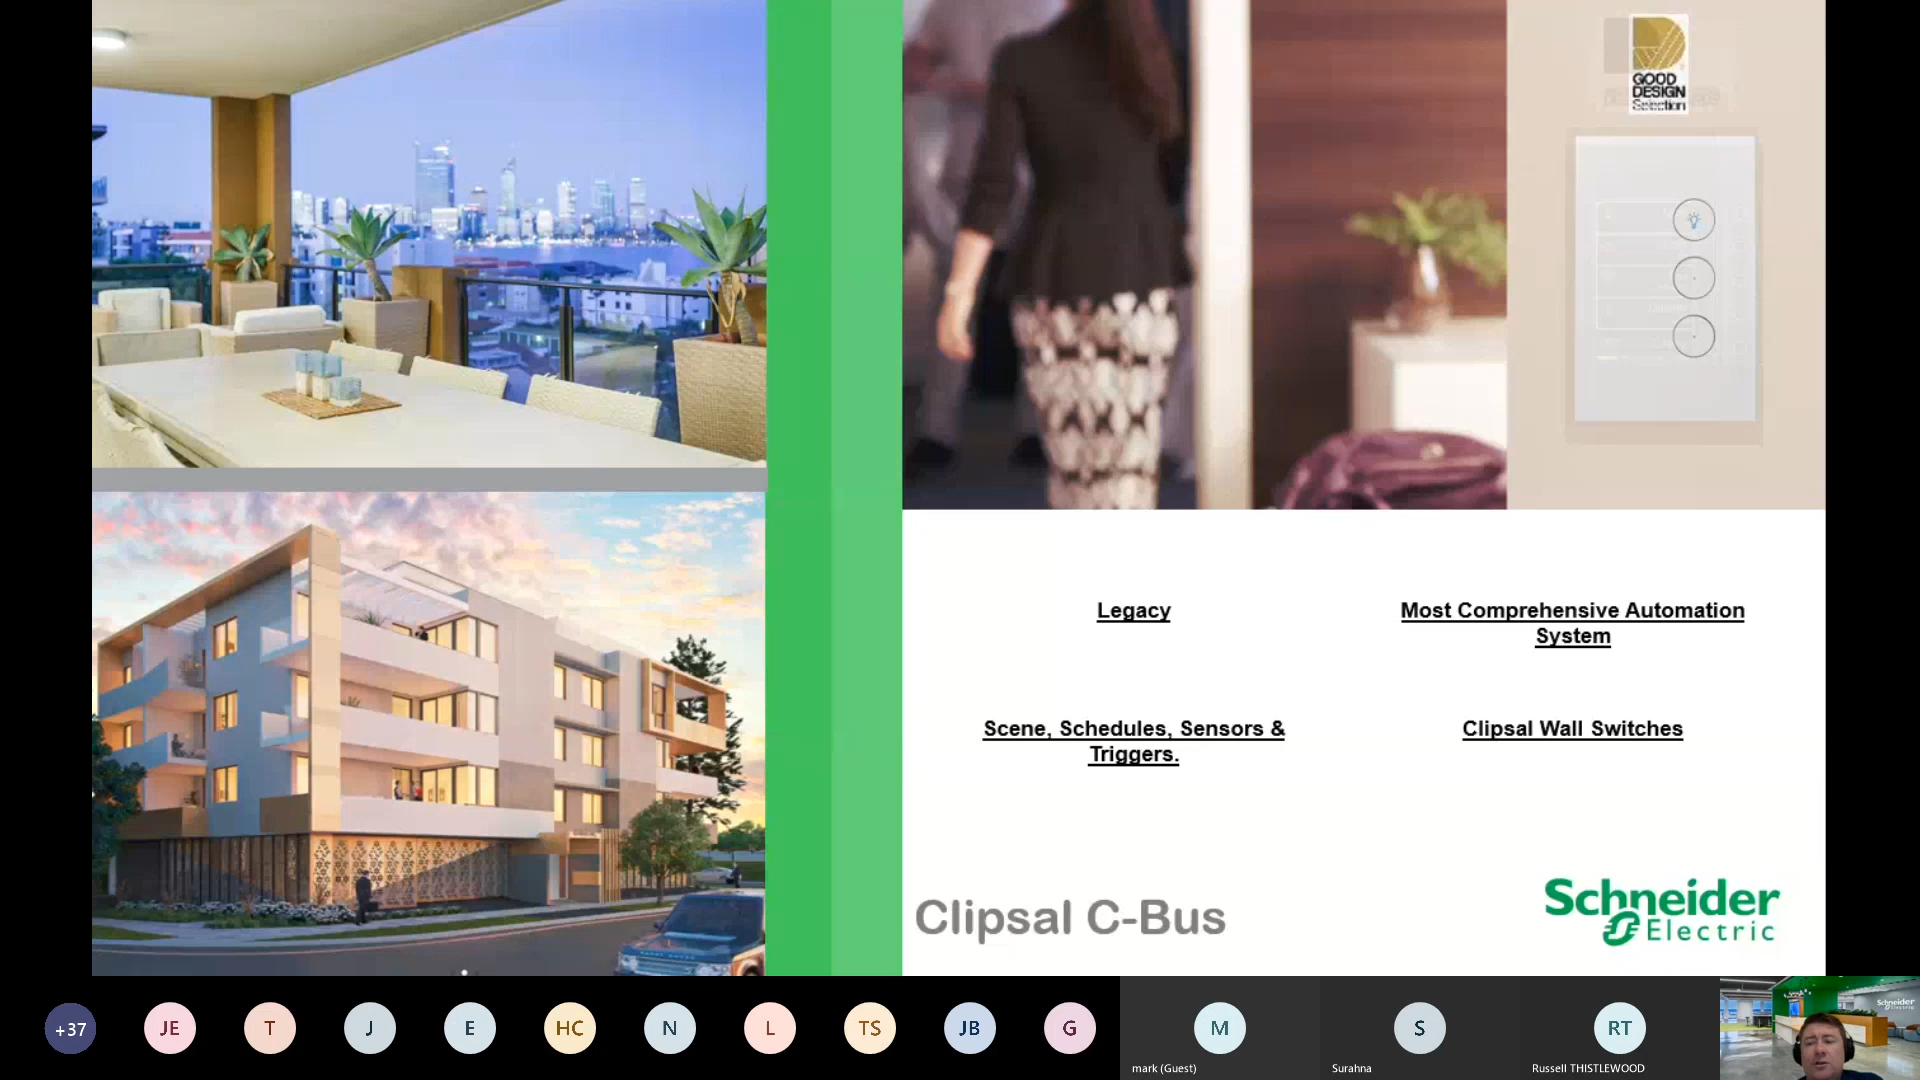 GOOD
DESIGN
Selection
Legacy
Most Comprehensive Automation
System
Scene, Schedules, Sensors &
Triggers.
Clipsal Wall Switches
Clipsal C-Bus
Schneider
Electric
+37
JE
T
J
E
HC
N
L
TS
JB
G
M
mark (Guest)
S
Surahna
RT
Russell THISTLEWOOD
Schneider